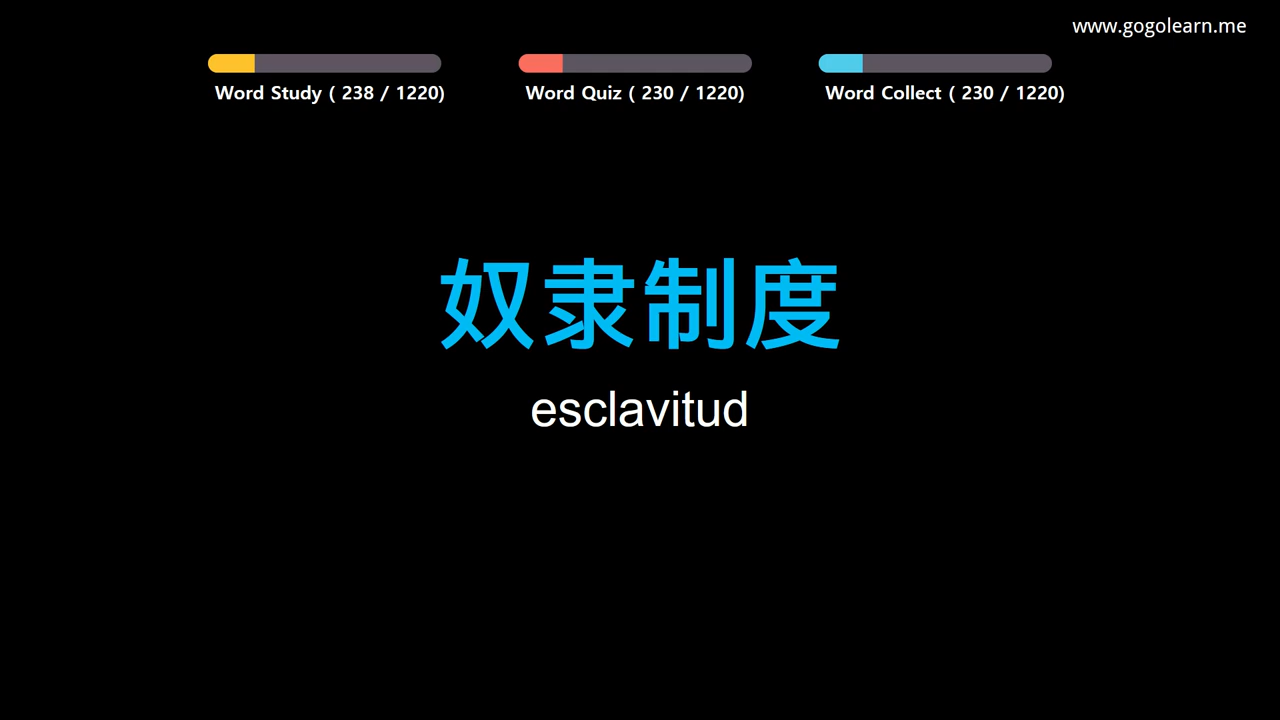 www.gogolearn.me
Word Study ( 238 / 1220)
Word Quiz ( 230 / 1220)
Word Collect ( 230 / 1220)
奴隶制度
esclavitud